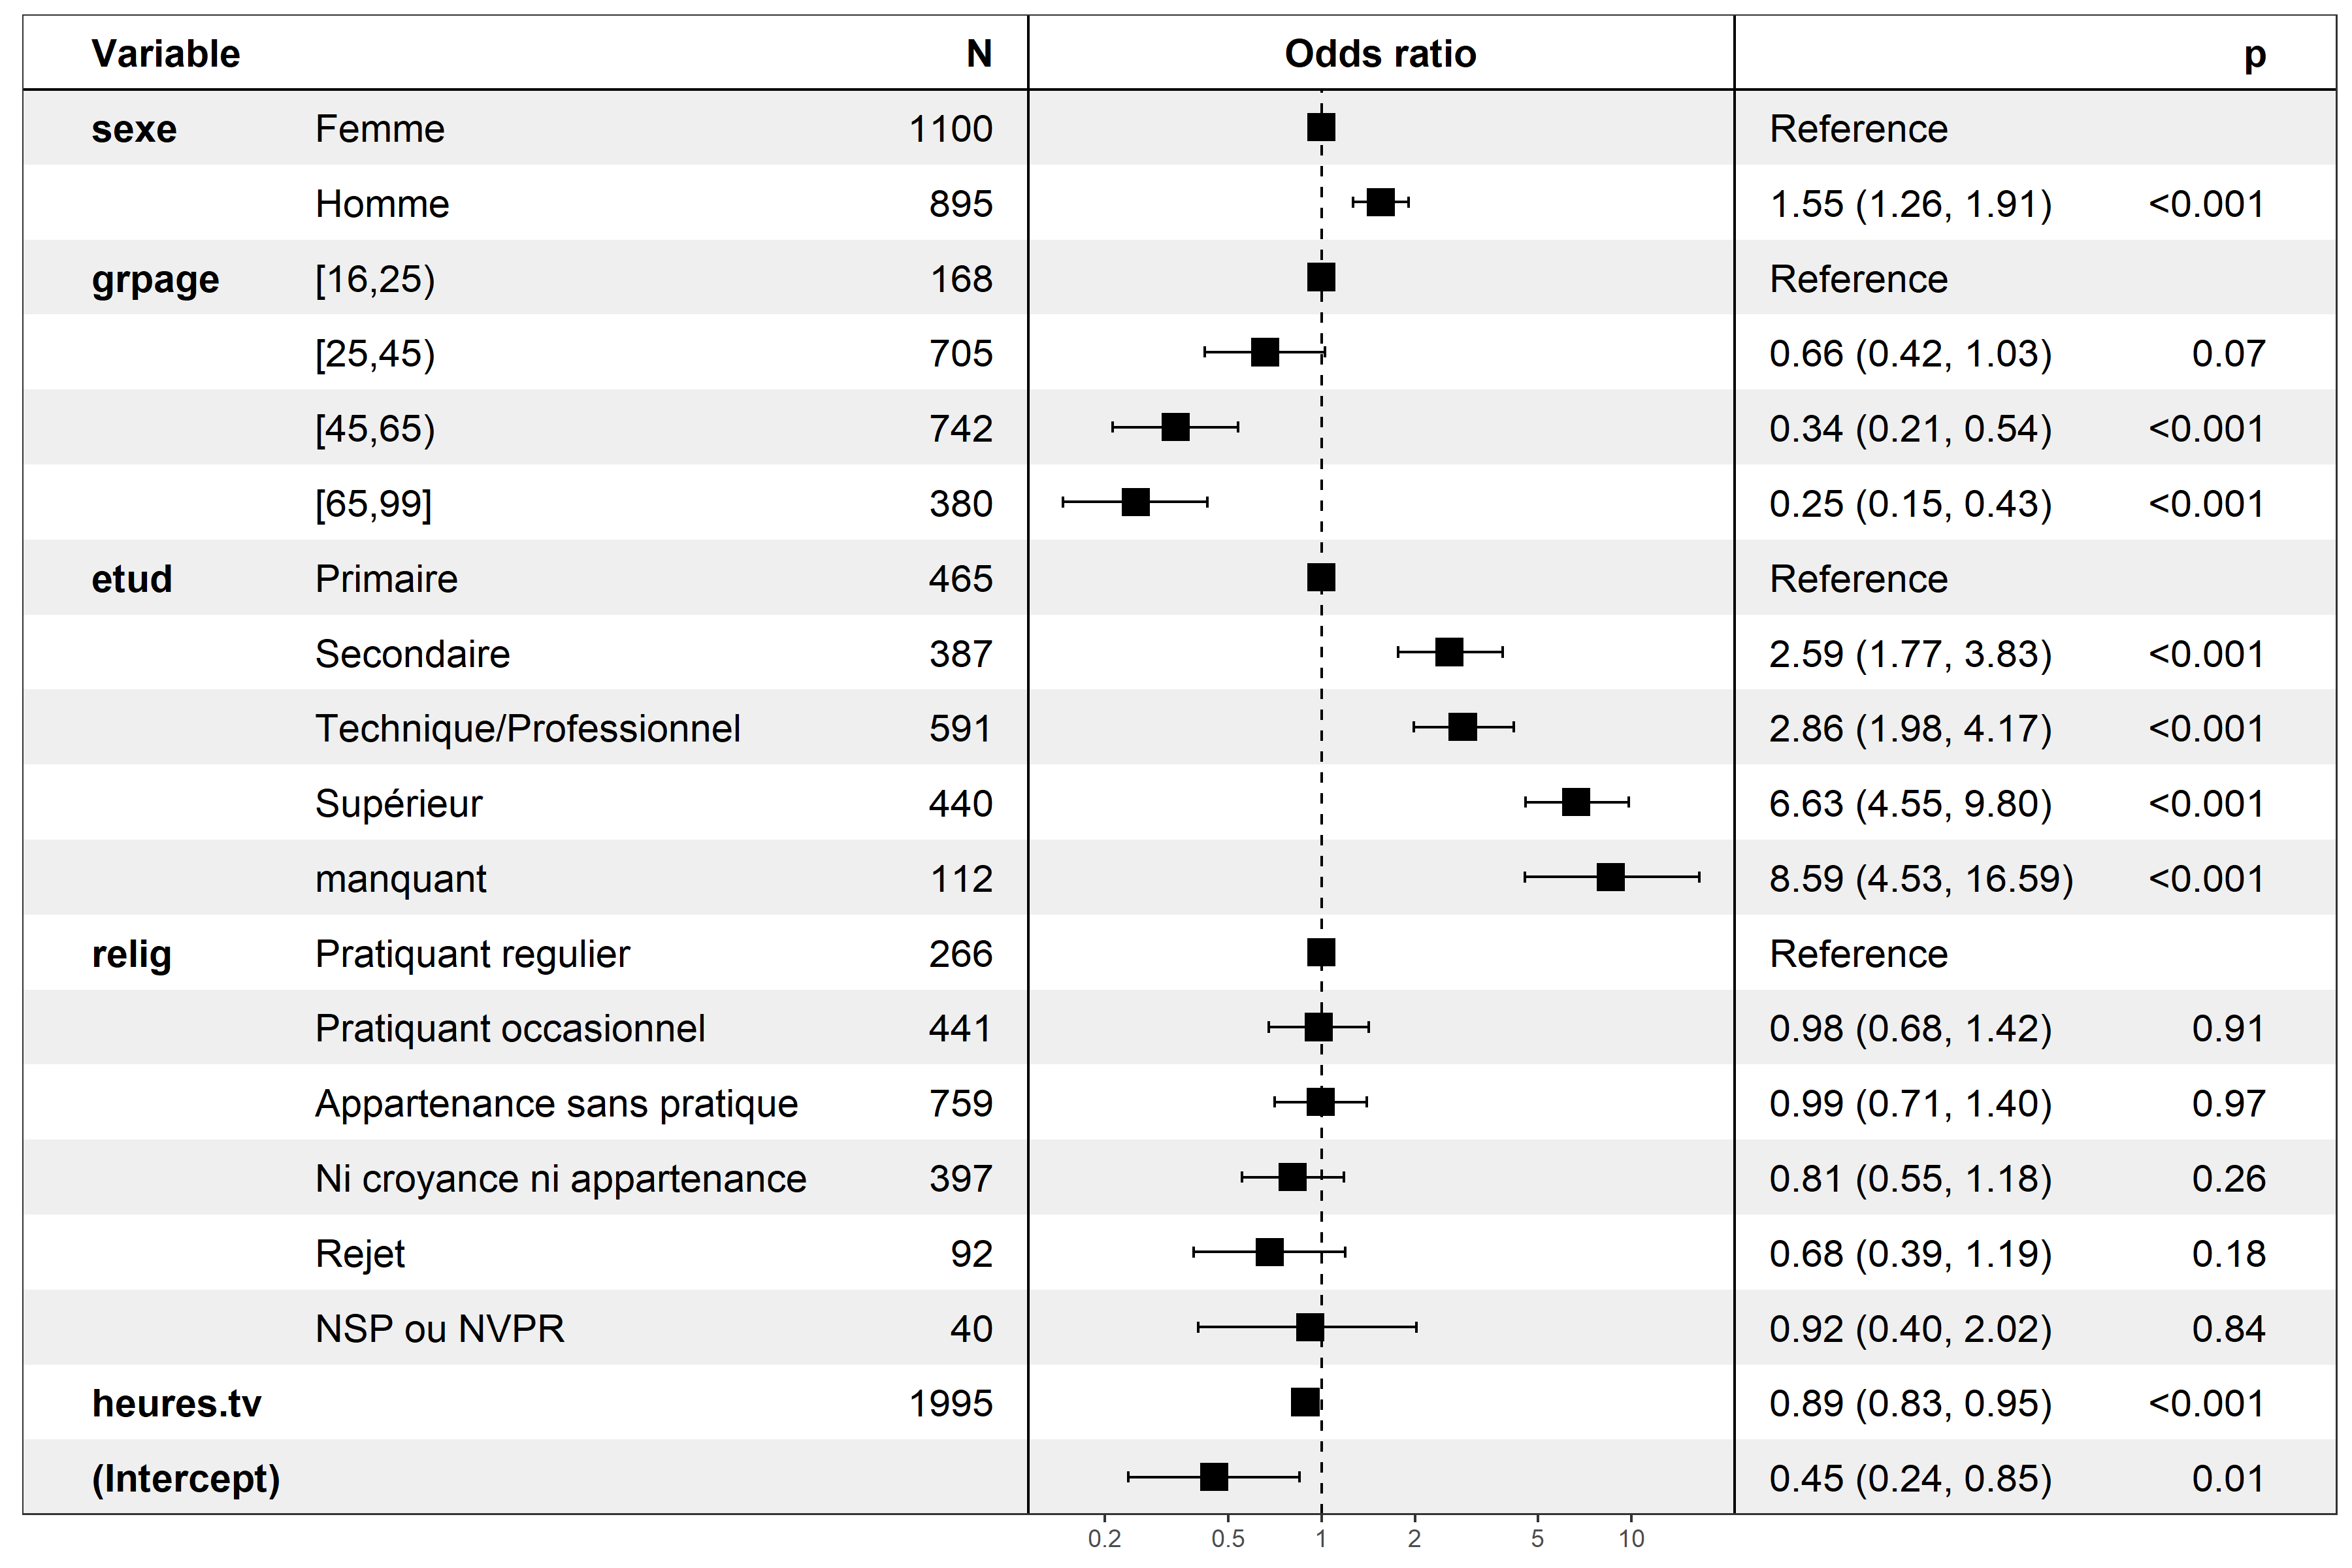 Variable N Odds ratio p
sexe Femme 1100 Reference
Homme 895 1.55 (1.26, 1.91) <0.001
grpage [16,25) 168 Reference
[25,45) 705 0.66 (0.42, 1.03) 0.07
[45,65) 742 0.34 (0.21, 0.54) <0.001
[65,99] 380 0.25 (0.15, 0.43) <0.001
etud Primaire 465 Reference
Secondaire 387 2.59 (1.77, 3.83) <0.001
Technique/Professionnel 591 2.86 (1.98, 4.17) <0.001
Supérieur 440 6.63 (4.55, 9.80) <0.001
manquant 112 8.59 (4.53, 16.59) <0.001
relig Pratiquant regulier 266 Reference
Pratiquant occasionnel 441 0.98 (0.68, 1.42) 0.91
Appartenance sans pratique 759 0.99 (0.71, 1.40) 0.97
Ni croyance ni appartenance 397 0.81 (0.55, 1.18) 0.26
Rejet 92 0.68 (0.39, 1.19) 0.18
NSP ou NVPR 40 0.92 (0.40, 2.02) 0.84
heures.tv 1995 0.89 (0.83, 0.95) <0.001
(Intercept) 0.45 (0.24, 0.85) 0.01
0.2 0.5 1 2 5 10